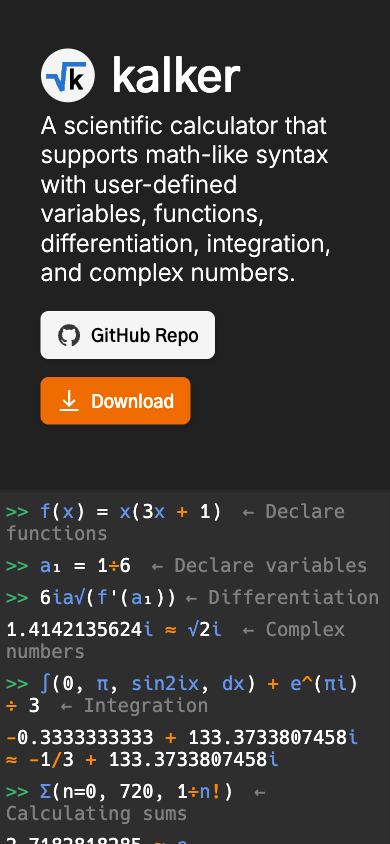 √k kalker
A scientific calculator that
supports math-like syntax
with user-defined
variables, functions,
differentiation, integration,
and complex numbers.
GitHub Repo
Download
>> f(x) = x(3x + 1) ← Declare
functions
>> a₁ = 1÷6 ← Declare variables
>> 6ia√(f'(a₁)) ← Differentiation
1.4142135624i ≈ √2i ← Complex
numbers
>> ∫(0, π, sin2ix, dx) + e^(πi)
÷ 3 ← Integration
-0.3333333333 + 133.3733807458i
≈ -1/3 + 133.3733807458i
>> Σ(n=0, 720, 1÷n!) ←
Calculating sums
2.7182818285 ≈ e